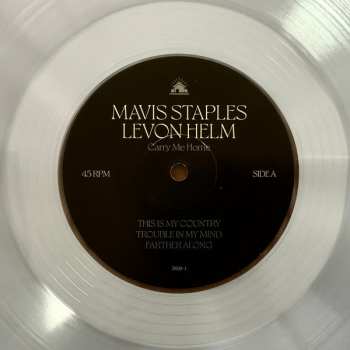 MAVIS STAPLES
LEVON HELM
Carry Me Home
45 RPM
SIDE A
THIS IS MY COUNTRY
TROUBLE IN MY MIND
FARTHER ALONG